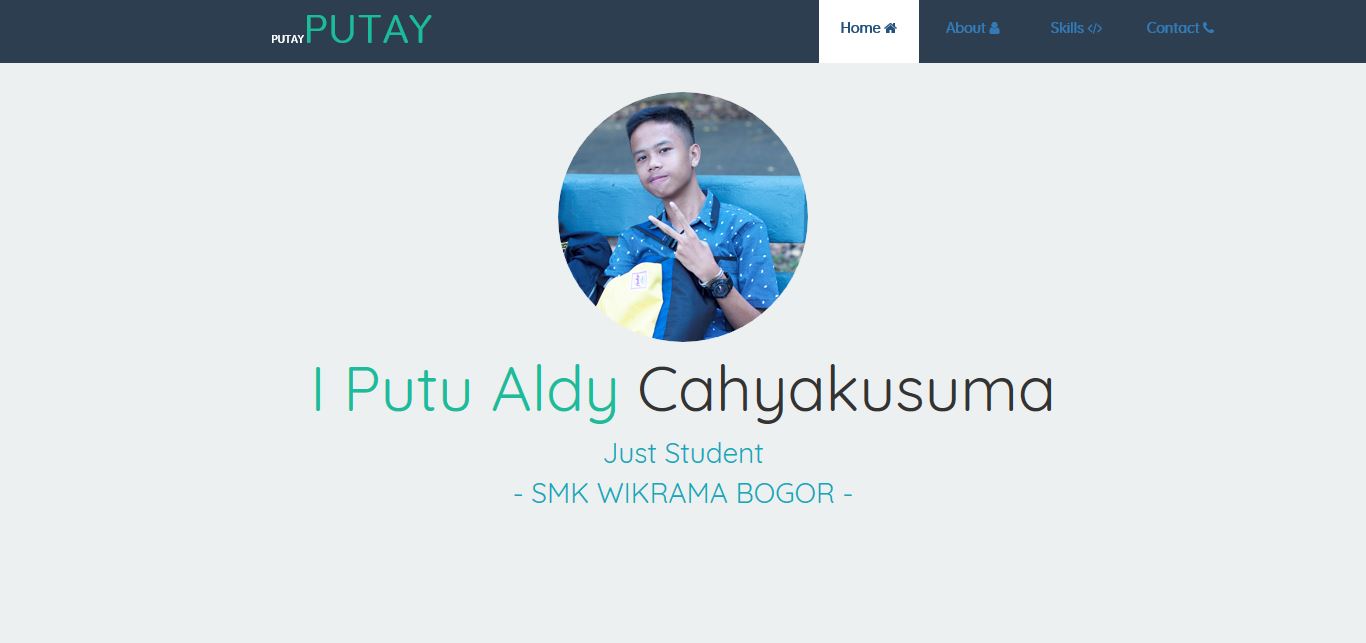 PUTAY PUTAY
Home
About
Skills
Contact
I Putu Aldy Cahyakusuma
Just Student
- SMK WIKRAMA BOGOR -